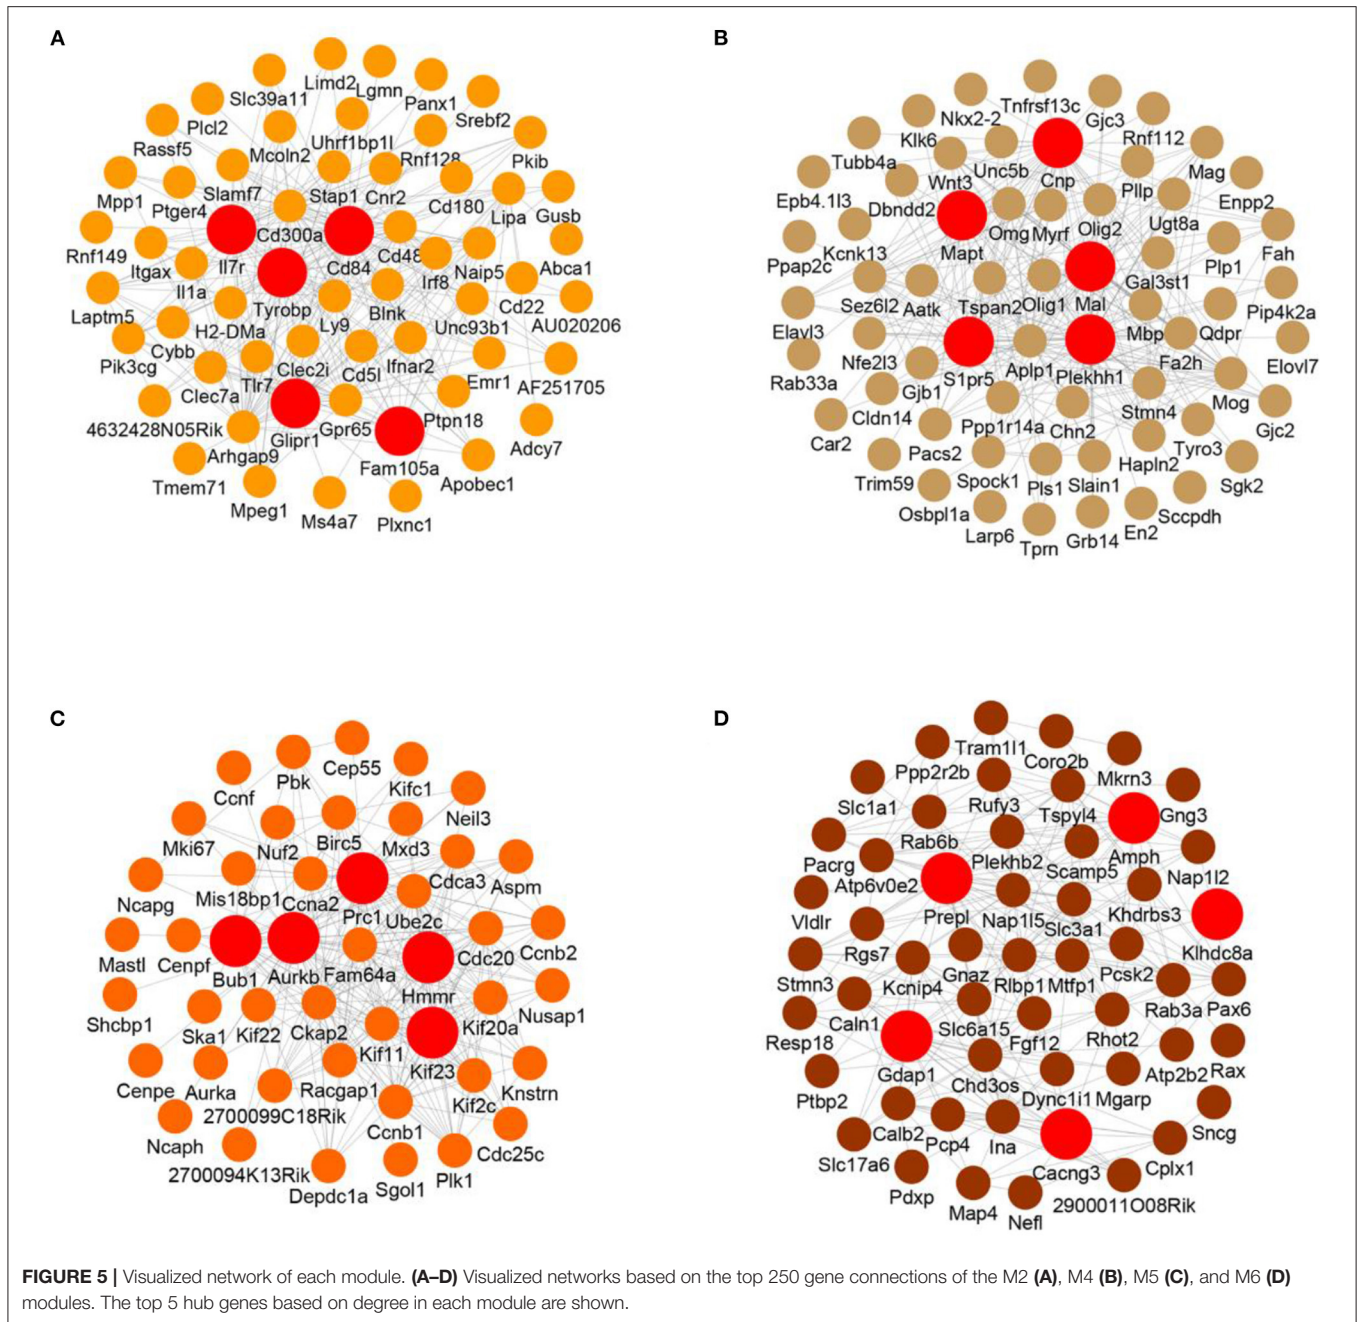 A
Limd2
Lgmn
Slc39a11
Panx1
Srebf2
Plcl2
Uhrf1bp1l
Rassf5
Mcoln2
Rnf128
Pkib
Mpp1
Ptger4
Slamf7
Stap1
Cnr2
Cd180
Lipa
Gusb
Rnf149
Itgax
Il7r
Cd300a
Cd84
Cd48
Irf8
Naip5
Abca1
Il1a
Tyrobp
Cd22
Laptm5
H2-DMa
Ly9
Blnk
Unc93b1
AU020206
Pik3cg
Cybb
Clec2i
Cd5l
Ifnar2
Emr1
AF251705
Clec7a
Tlr7
4632428N05Rik
Glipr1
Gpr65
Ptpn18
Adcy7
Arhgap9
Fam105a
Apobec1
Tmem71
Mpeg1
Ms4a7
Plxnc1
B
Tnfrsf13c
Gjc3
Nkx2-2
Rnf112
Klk6
Tubb4a
Unc5b
Cnp
Mag
Wnt3
Pllp
Enpp2
Epb4.1l3
Dbndd2
Omg
Myrf
Olig2
Ugt8a
Fah
Kcnk13
Mapt
Ppap2c
Plp1
Gal3st1
Sez6l2
Aatk
Tspan2
Olig1
Mal
Pip4k2a
Elavl3
Mbp
Qdpr
Nfe2l3
Fa2h
Elovl7
Rab33a
S1pr5
Aplp1
Plekhh1
Gjb1
Cldn14
Stmn4
Mog
Car2
Ppp1r14a
Chn2
Gjc2
Pacs2
Tyro3
Hapln2
Trim59
Spock1
Pls1
Slain1
Sgk2
Osbpl1a
Sccpdh
Larp6
Tprn
Grb14
En2
C
Cep55
Pbk
Kifc1
Ccnf
Neil3
Birc5
Mxd3
Mki67
Nuf2
Cdca3
Aspm
Mis18bp1
Ccna2
Ncapg
Prc1
Ube2c
Ccnb2
Mastl
Cenpf
Bub1
Aurkb
Fam64a
Cdc20
Hmmr
Nusap1
Shcbp1
Ska1
Kif22
Ckap2
Kif20a
Kif11
Kif23
Cenpe
Aurka
Racgap1
Kif2c
Knstrn
2700099C18Rik
Ccnb1
Ncaph
Cdc25c
2700094K13Rik
Sgol1
Plk1
Depdc1a
D
Tram1l1
Coro2b
Ppp2r2b
Mkrn3
Slc1a1
Rufy3
Tspyl4
Gng3
Rab6b
Pacrg
Plekhb2
Amph
Atp6v0e2
Scamp5
Nap1l2
Vldlr
Prepl
Nap1l5
Khdrbs3
Slc3a1
Klhdc8a
Rgs7
Gnaz
Stmn3
Kcnip4
Rlbp1
Mtfp1
Pcsk2
Rab3a
Pax6
Caln1
Slc6a15
Resp18
Fgf12
Rhot2
Gdap1
Chd3os
Atp2b2
Rax
Ptbp2
Dync1i1
Mgarp
Calb2
Pcp4
Ina
Sncg
Slc17a6
Cacng3
Cplx1
Pdxp
Map4
Nefl
2900011O08Rik
FIGURE 5 | Visualized network of each module. (A–D) Visualized networks based on the top 250 gene connections of the M2 (A), M4 (B), M5 (C), and M6 (D)
modules. The top 5 hub genes based on degree in each module are shown.